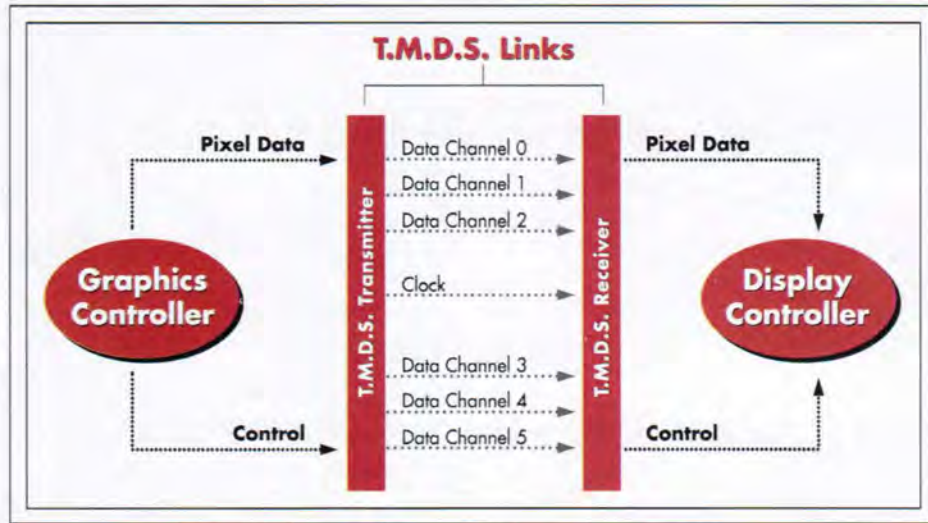 T.M.D.S. Links
Pixel Data
Data Channel 0
Pixel Data
Data Channel 1
Data Channel 2
T.M.D.S. Transmitter
T.M.D.S. Receiver
Graphics
Controller
Clock
Display
Controller
Data Channel 3
Data Channel 4
Control
Data Channel 5
Control